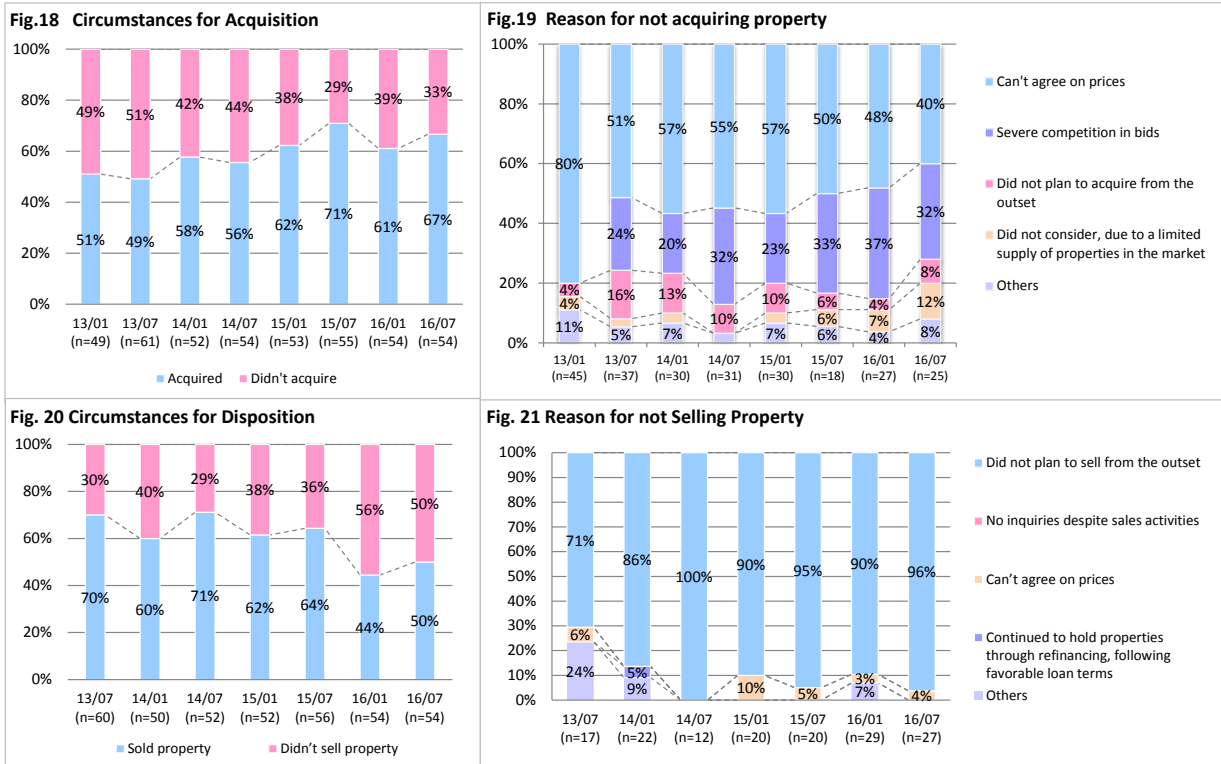 Fig.18 Circumstances for Acquisition
100%
80%
60%
40%
20%
0%
49% 51% 42% 44% 38% 29% 39% 33%
51% 49% 58% 56% 62% 71% 61% 67%
13/01 13/07 14/01 14/07 15/01 15/07 16/01 16/07
(n=49) (n=61) (n=52) (n=54) (n=53) (n=55) (n=54) (n=54)
Acquired Didn't acquire
Fig.19 Reason for not acquiring property
100%
80%
60%
40%
20%
0%
80% 51% 57% 55% 57% 50% 48% 40%
24% 20% 32% 23% 33% 37% 32%
4% 16% 13% 10% 10% 6% 4% 8%
4% 6% 7% 12%
11% 5% 7% 7% 6% 4% 8%
13/01 13/07 14/01 14/07 15/01 15/07 16/01 16/07
(n=45) (n=37) (n=30) (n=31) (n=30) (n=18) (n=27) (n=25)
Can't agree on prices
Severe competition in bids
Did not plan to acquire from the
outset
Did not consider, due to a limited
supply of properties in the market
Others
Fig. 20 Circumstances for Disposition
100%
80%
60%
40%
20%
0%
30% 40% 29% 38% 36% 56% 50%
70% 60% 71% 62% 64% 44% 50%
13/07 14/01 14/07 15/01 15/07 16/01 16/07
(n=60) (n=50) (n=52) (n=52) (n=56) (n=54) (n=54)
Sold property Didn't sell property
Fig. 21 Reason for not Selling Property
100%
90%
80%
70%
60%
50%
40%
30%
20%
10%
0%
71% 86% 100% 90% 95% 90% 96%
6% 10% 5% 3% 4%
5%
24% 9% 7%
13/07 14/01 14/07 15/01 15/07 16/01 16/07
(n=17) (n=22) (n=12) (n=20) (n=20) (n=29) (n=27)
Did not plan to sell from the outset
No inquiries despite sales activities
Can't agree on prices
Continued to hold properties
through refinancing, following
favorable loan terms
Others